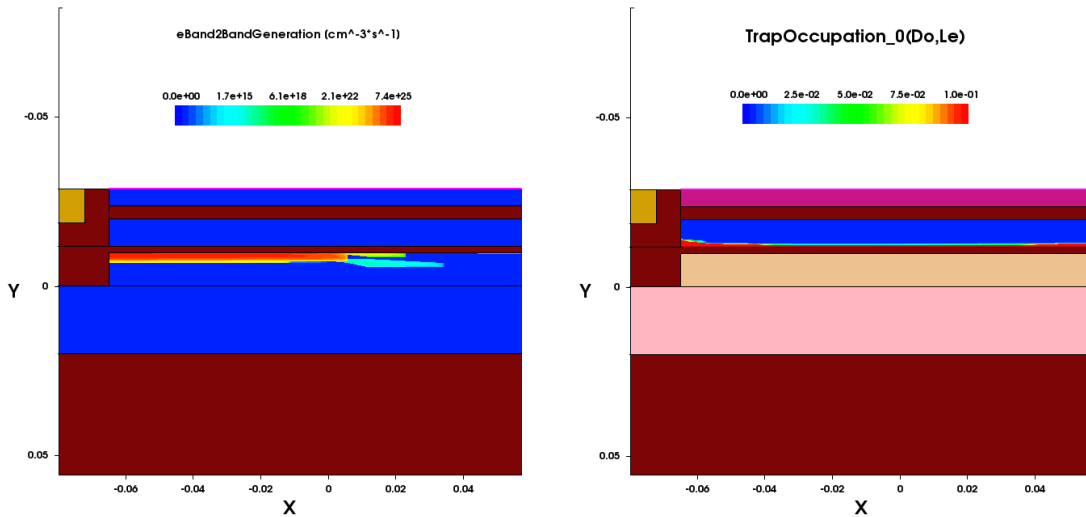 eBand2BandGeneration (cm^-3*s^-1)
0.0e+00 1.7e+15 6.1e+18 2.1e+22 7.4e+25
-0.05
0
0.05
Y
-0.06 -0.04 -0.02 0 0.02 0.04
X
TrapOccupation_0(Do,Le)
0.0e+00 2.5e-02 5.0e-02 7.5e-02 1.0e-01
-0.05
0
0.05
Y
-0.06 -0.04 -0.02 0 0.02 0.04
X